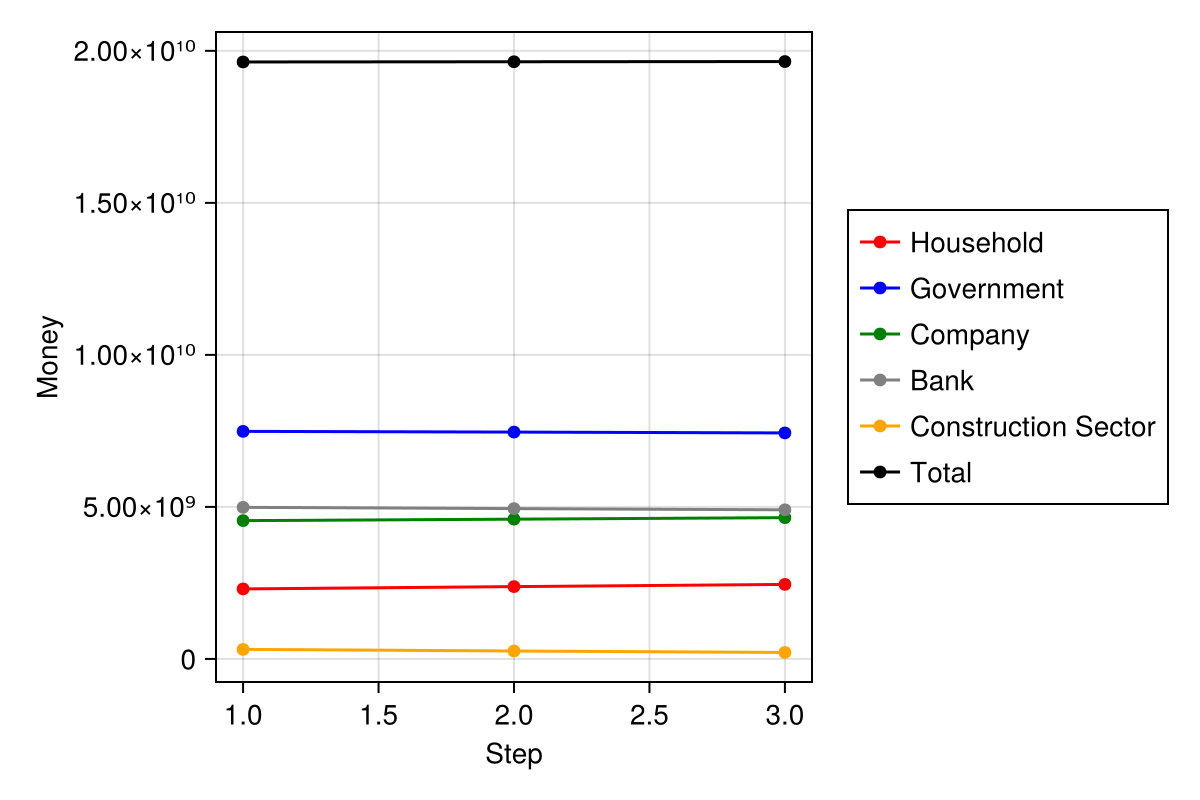 2.00×10¹⁰
1.50×10¹⁰
1.00×10¹⁰
5.00×10⁹
0
Money
1.0 1.5 2.0 2.5 3.0
Step
Household
Government
Company
Bank
Construction Sector
Total